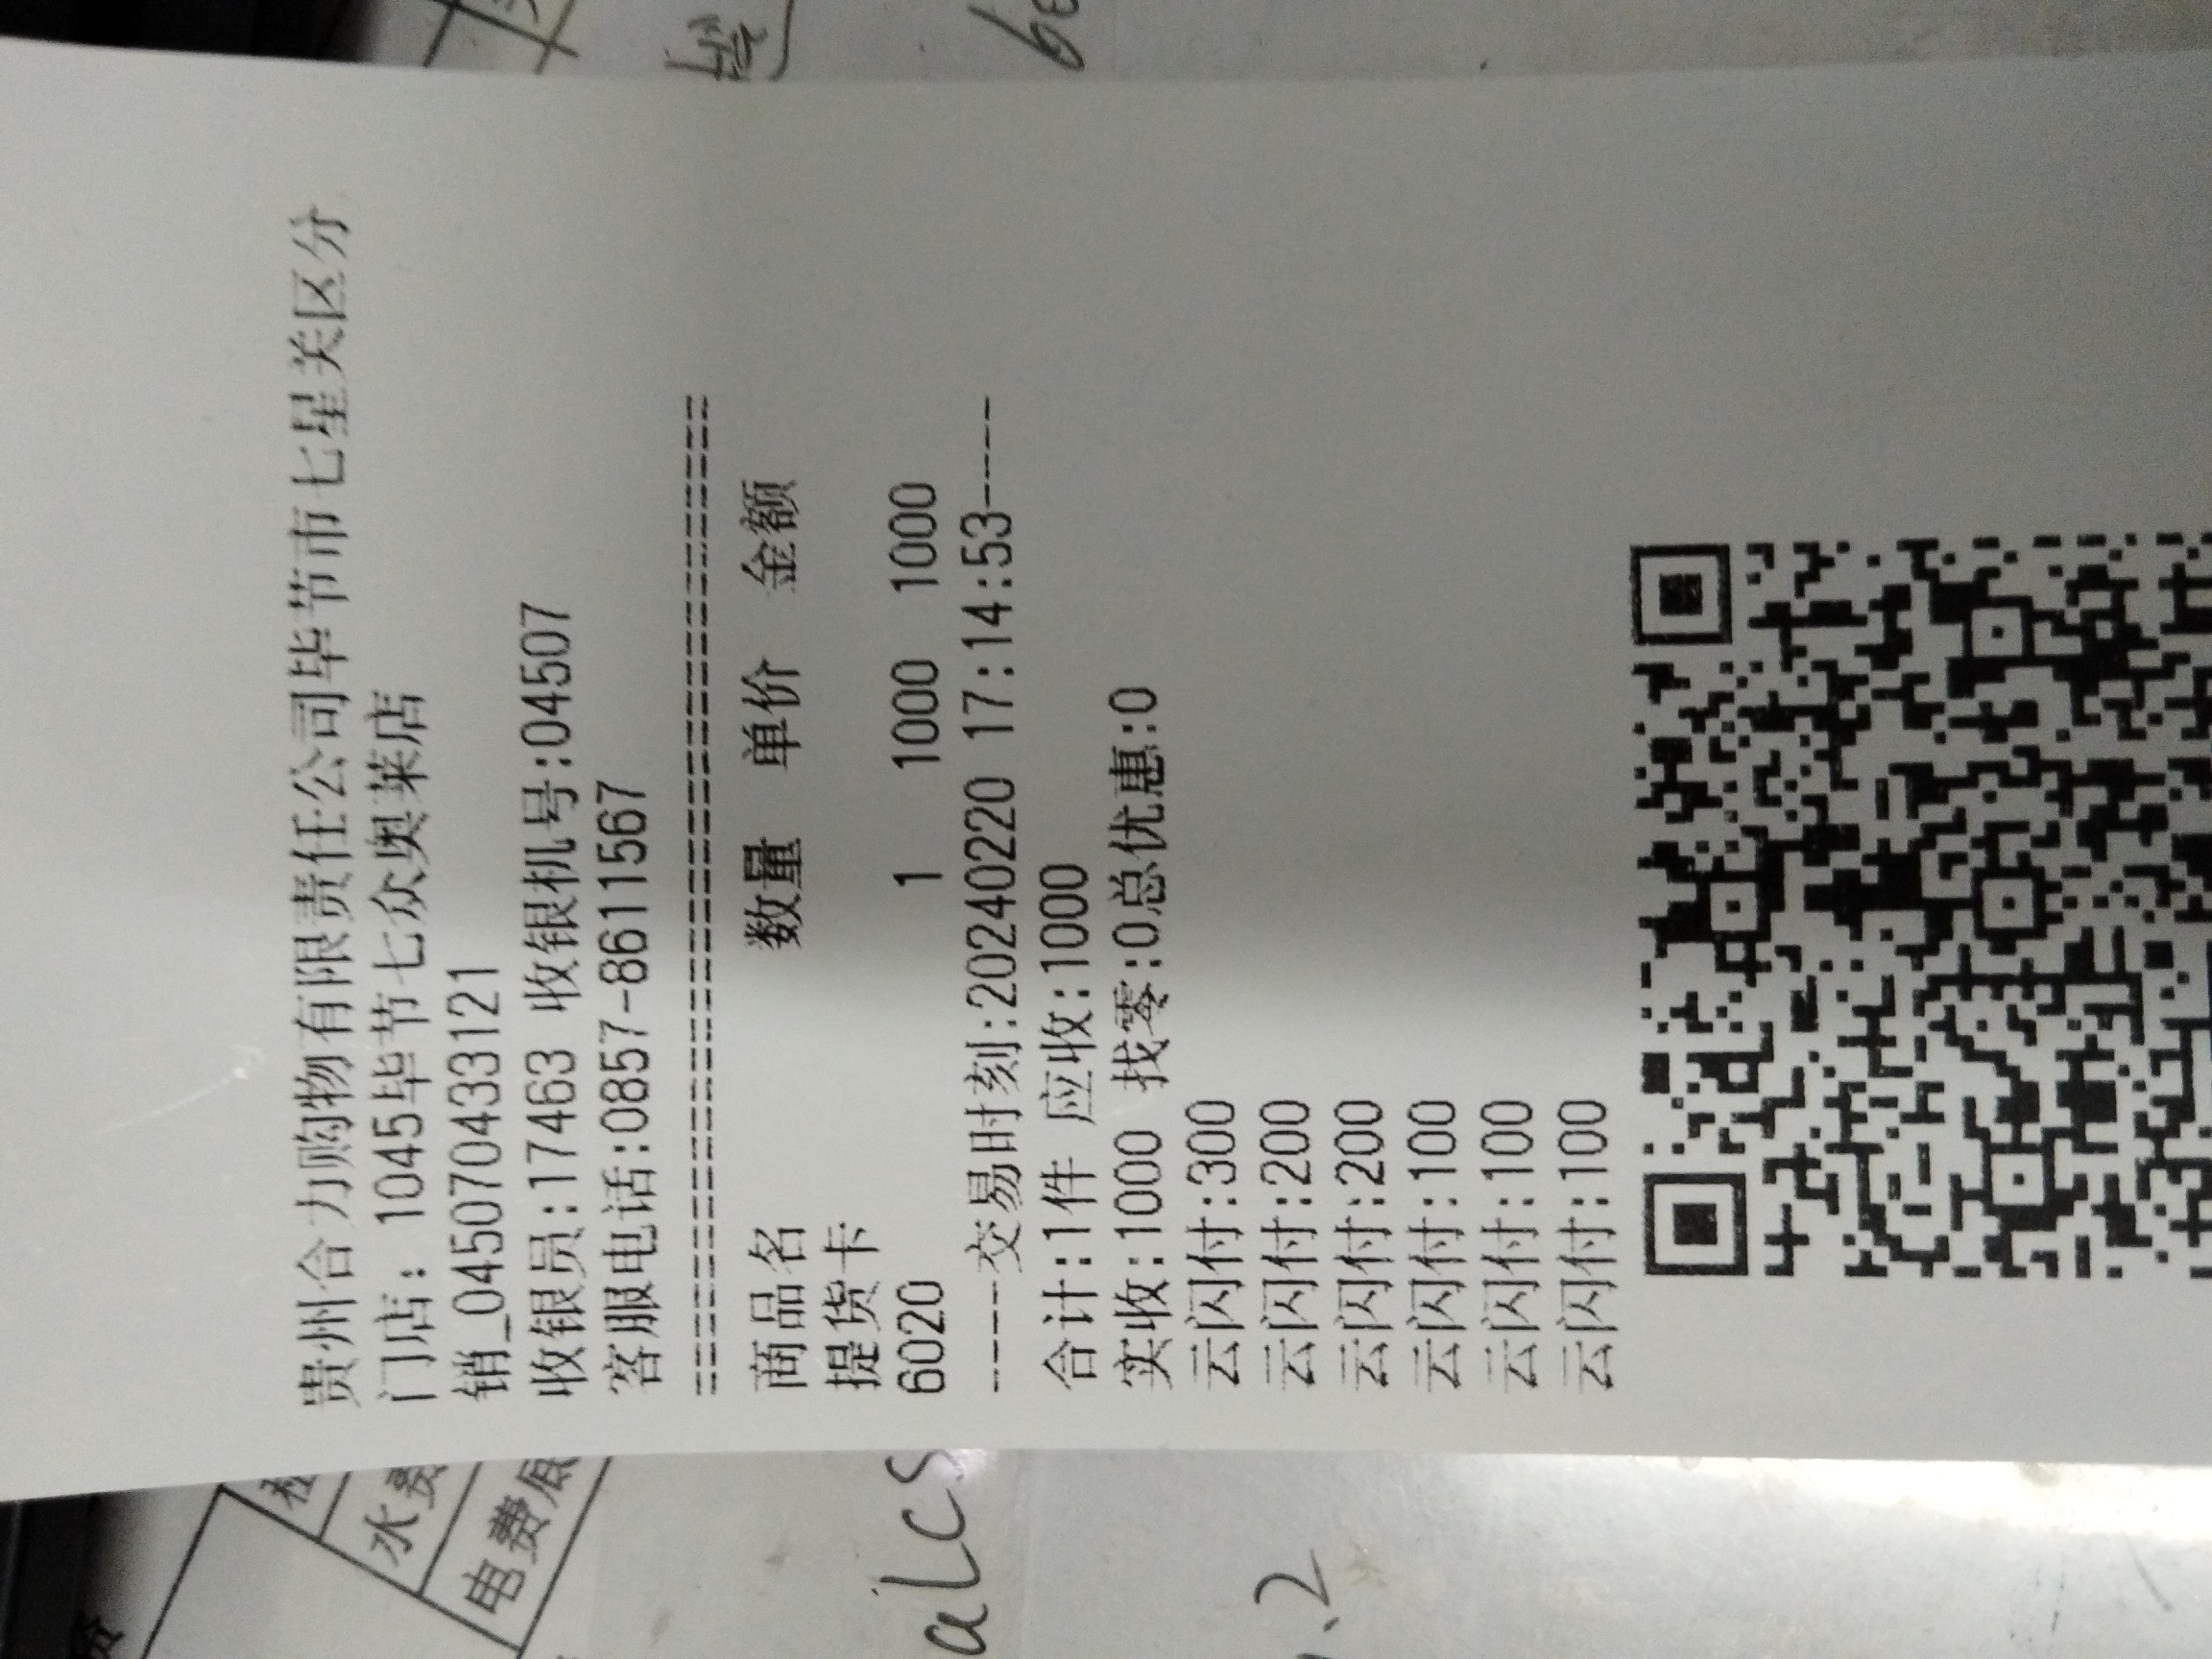 贵州合力购物有限责任公司毕节市七星关区分
门店: 1045毕节七众奥莱店
销_045070433121
收银员:17463 收银机号:04507
客服电话:0857-8611567
================================
商品名 数量 单价 金额
提货卡
6020 1 1000 1000
----交易时刻:20240220 17:14:53-----
合计:1件 应收:1000
实收:1000 找零:0总优惠:0
云闪付:300
云闪付:200
云闪付:200
云闪付:100
云闪付:100
云闪付:100
水费
电费底